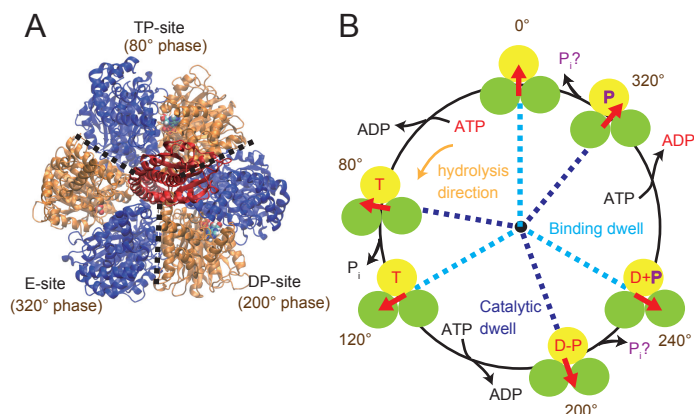 A
TP-site
(80° phase)
E-site
(320° phase)
DP-site
(200° phase)
B
0°
Pi?
320°
P
ADP
ATP
ADP
ATP
hydrolysis
direction
80°
T
Binding dwell
Pi
T
D+P
Catalytic
dwell
120°
ATP
240°
D-P
Pi?
ADP
200°